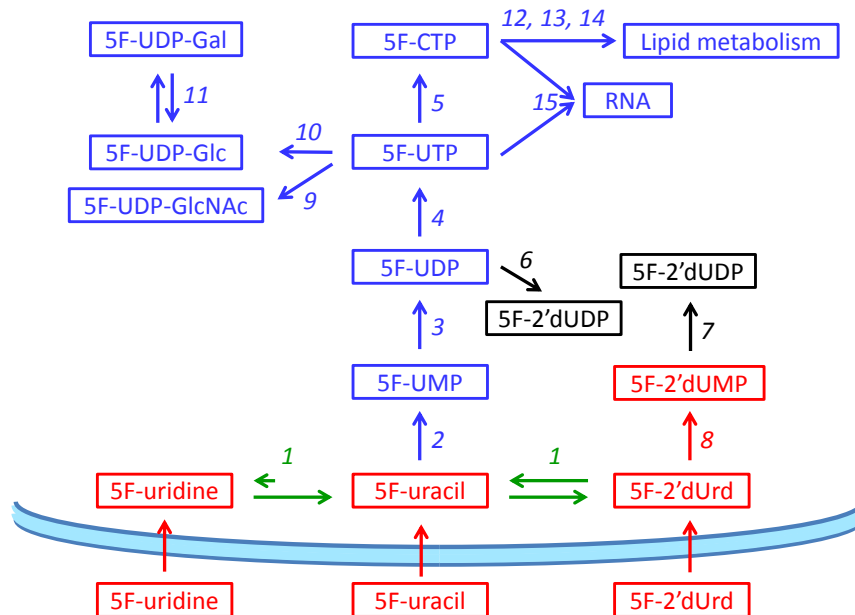 12, 13, 14
5F-UDP-Gal
5F-CTP
Lipid metabolism
11
5
15
RNA
10
5F-UDP-Glc
5F-UTP
5F-UDP-GlcNAc
9
4
6
5F-UDP
5F-2'dUDP
5F-2'dUDP
3
7
5F-UMP
5F-2'dUMP
2
8
1
1
5F-uridine
5F-uracil
5F-2'dUrd
5F-uridine
5F-uracil
5F-2'dUrd